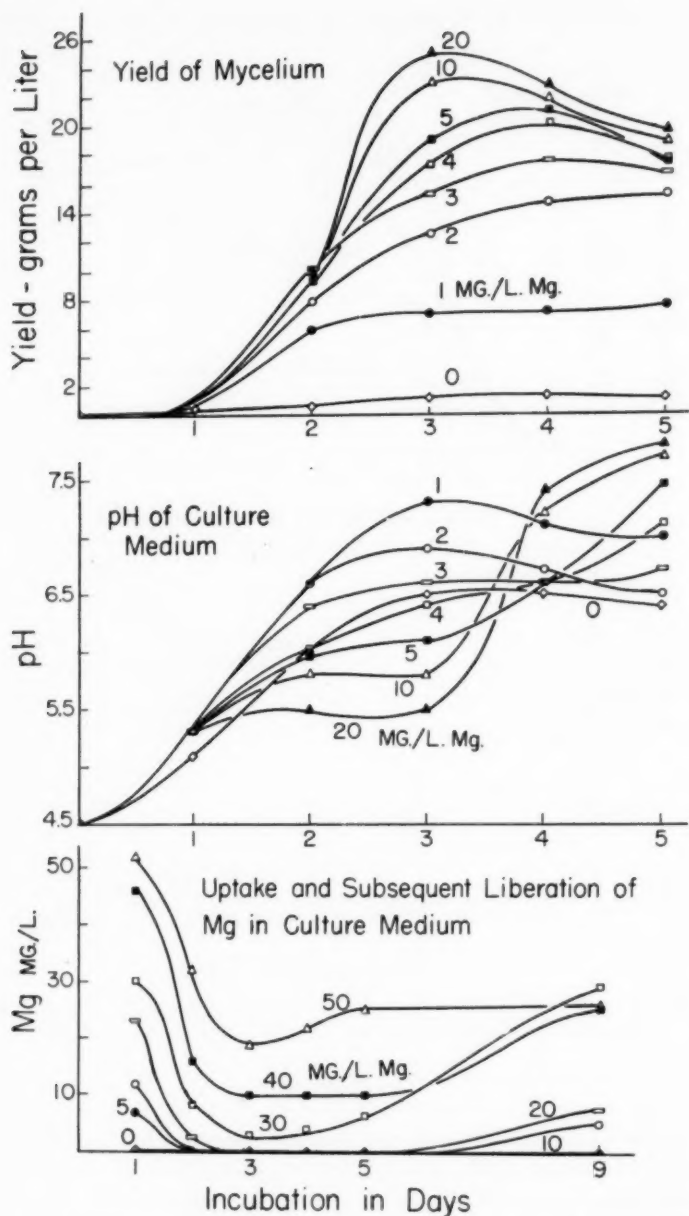 26
20
14
8
2
Yield - grams per Liter
Yield of Mycelium
20
10
5
4
3
2
1 MG./L. Mg.
0
1 2 3 4 5
7.5
6.5
5.5
4.5
pH
pH of Culture
Medium
1
2
3
4
0
5
10
20 MG./L. Mg.
1 2 3 4 5
50
30
10
Mg MG./L.
Uptake and Subsequent Liberation of
Mg in Culture Medium
50
40 MG./L. Mg.
30
5
0
20
10
1 3 5 9
Incubation in Days